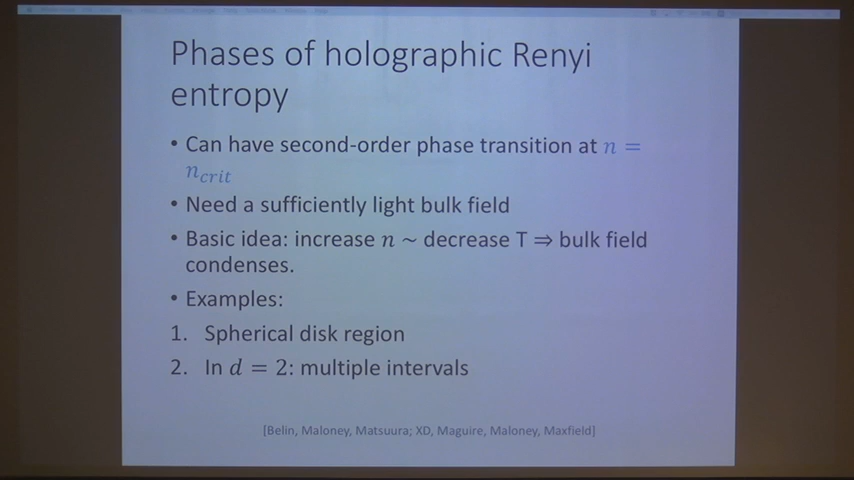 Phases of holographic Renyi
entropy
• Can have second-order phase transition at n =
n_crit
• Need a sufficiently light bulk field
• Basic idea: increase n ~ decrease T ⇒ bulk field
condenses.
• Examples:
1. Spherical disk region
2. In d = 2: multiple intervals
[Belin, Maloney, Matsuura; XD, Maguire, Maloney, Maxfield]